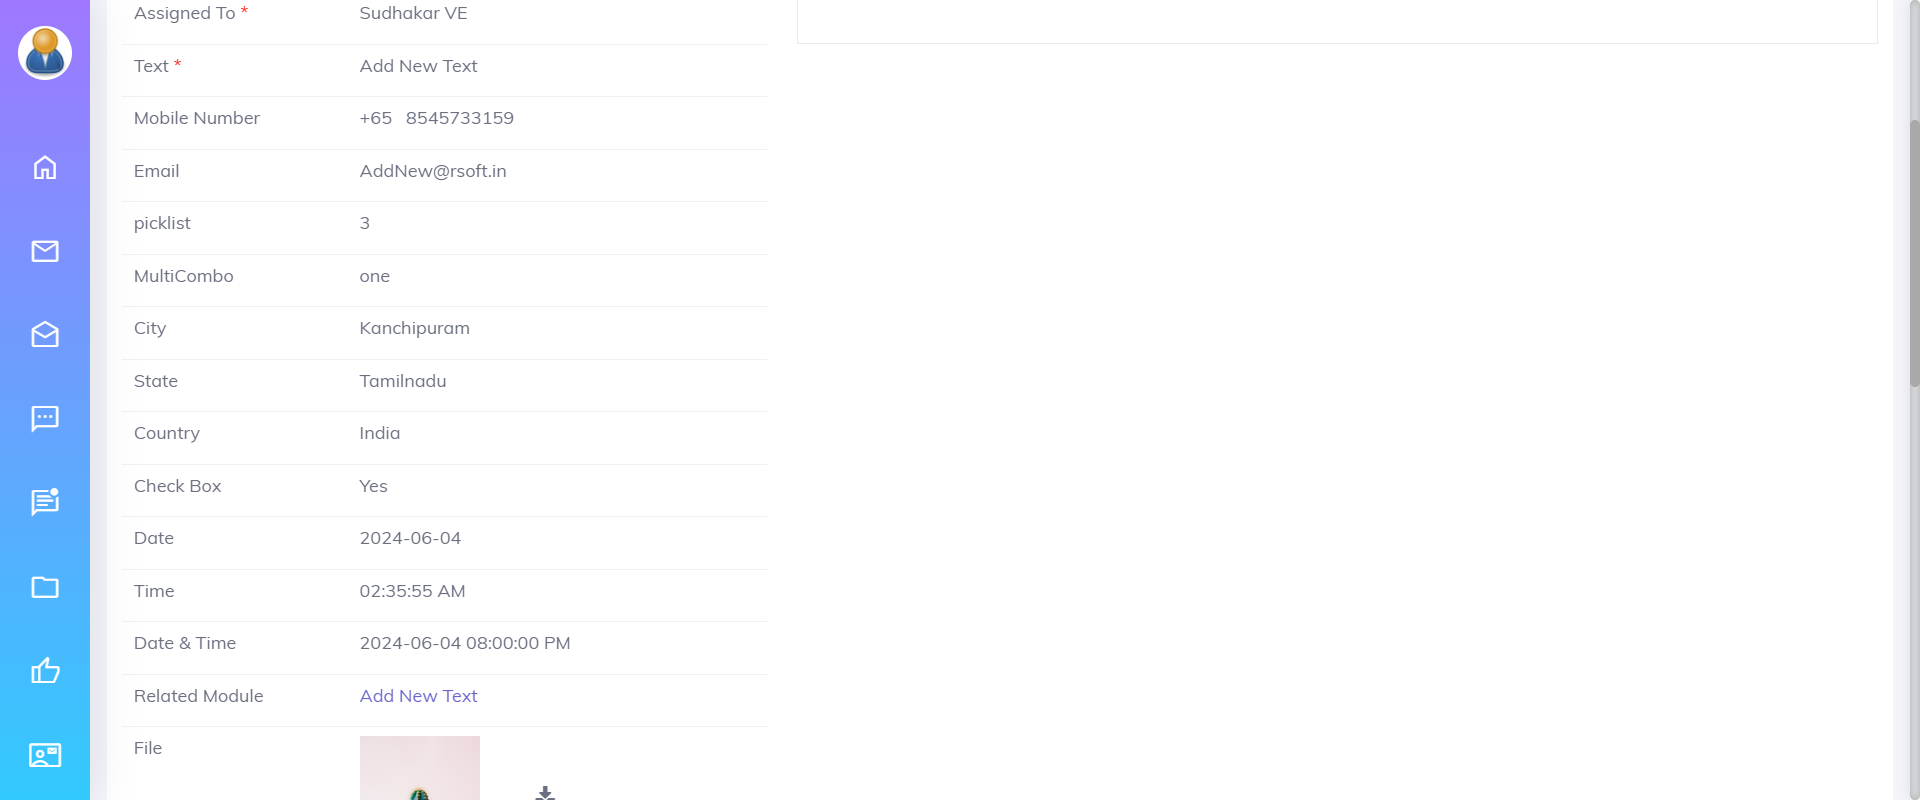 Assigned To * Sudhakar VE
Text * Add New Text
Mobile Number +65 8545733159
Email AddNew@rsoft.in
picklist 3
MultiCombo one
City Kanchipuram
State Tamilnadu
Country India
Check Box Yes
Date 2024-06-04
Time 02:35:55 AM
Date & Time 2024-06-04 08:00:00 PM
Related Module Add New Text
File